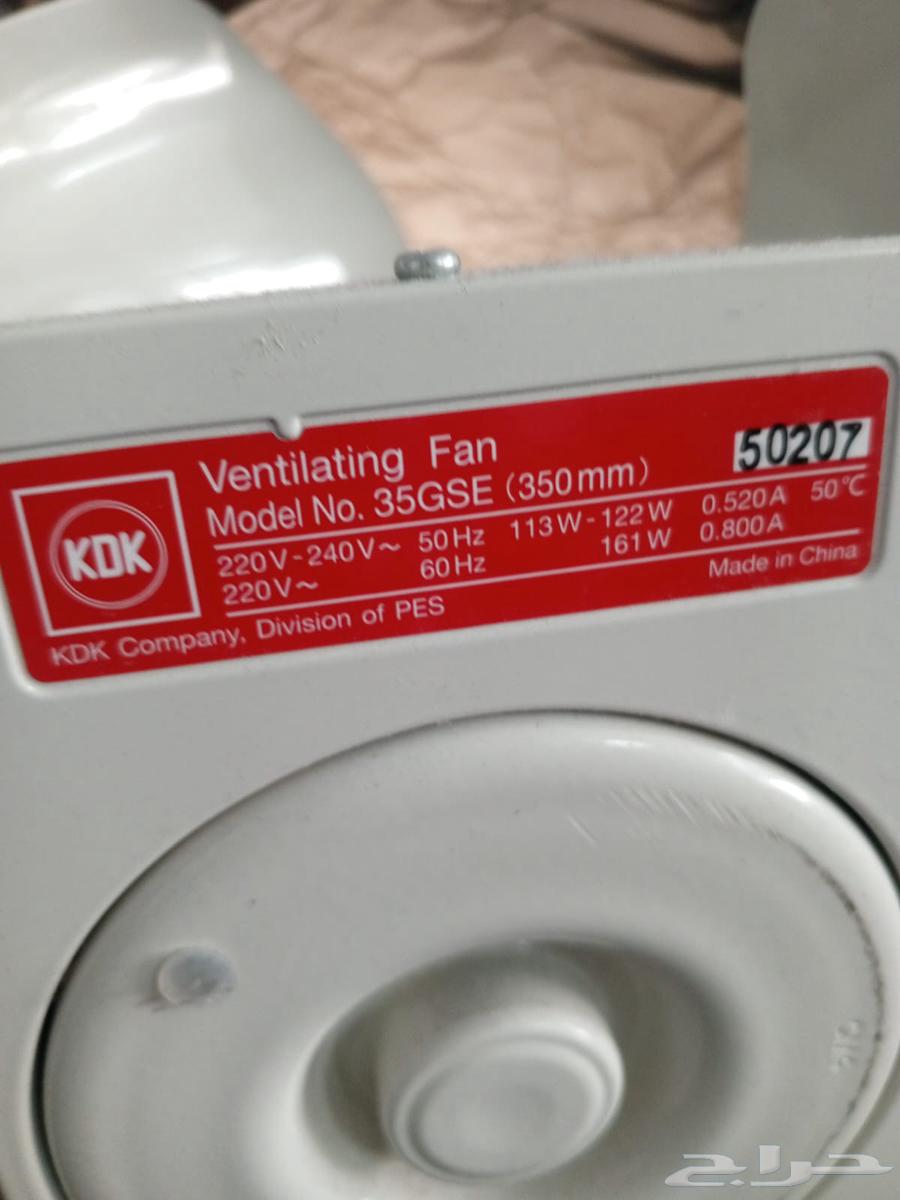 50207
Ventilating Fan
Model No. 35GSE (350mm)
220V-240V~ 50Hz 113W-122W 0.520A 50°C
220V~ 60Hz 161W 0.800A
KDK
Made in China
KDK Company, Division of PES
حراج